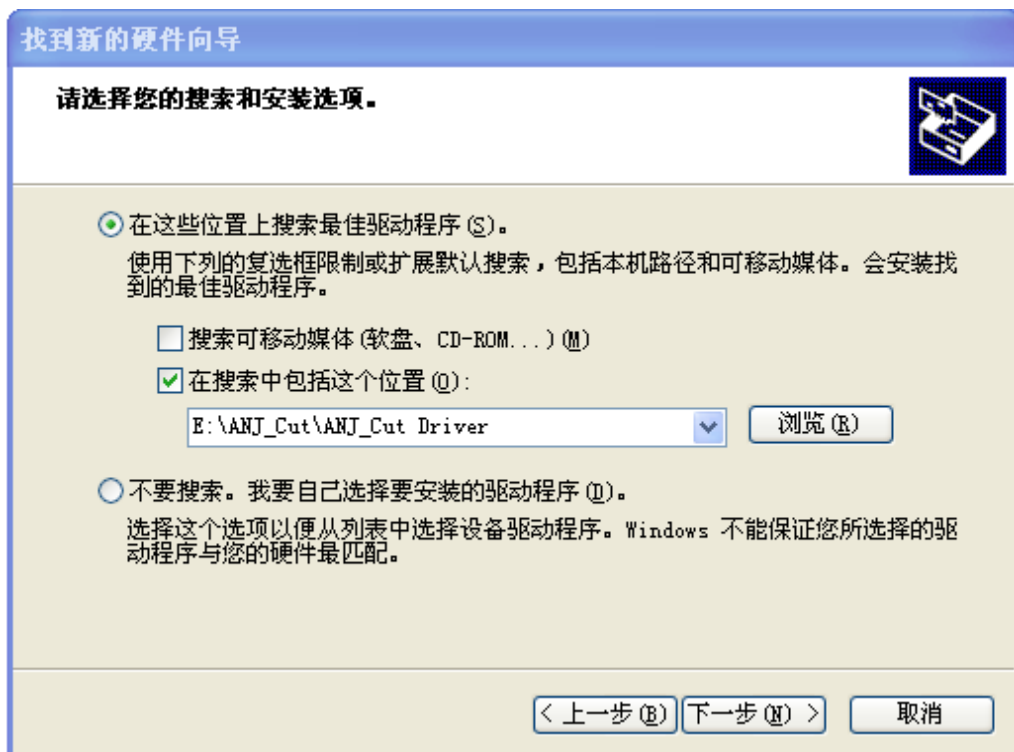 找到新的硬件向导
请选择您的搜索和安装选项。
在这些位置上搜索最佳驱动程序(S)。
使用下列的复选框限制或扩展默认搜索，包括本机路径和可移动媒体。会安装找
到的最佳驱动程序。
搜索可移动媒体(软盘、CD-ROM...)(M)
在搜索中包括这个位置(O):
E:\ANJ_Cut\ANJ_Cut Driver
浏览(R)
不要搜索。我要自己选择要安装的驱动程序(D)。
选择这个选项以便从列表中选择设备驱动程序。Windows 不能保证您所选择的驱
动程序与您的硬件最匹配。
< 上一步(B) 下一步(N) > 取消